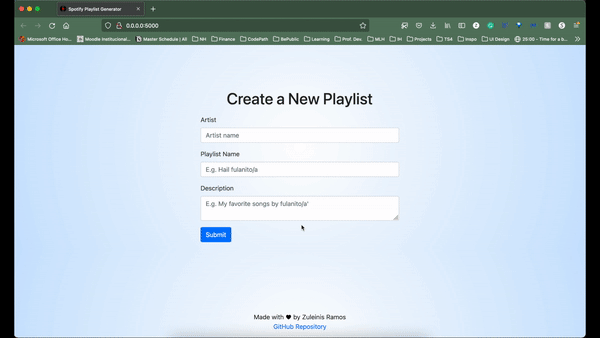 Spotify Playlist Generator
0.0.0.0:5000
Microsoft Office Ho...
Moodle Institucional...
Master Schedule | All
NH
Finance
CodePath
BePublic
Learning
Prof. Dev.
MLH
IH
Projects
TS4
Inspo
UI Design
25:00 - Time for a b...
Create a New Playlist
Artist
Artist name
Playlist Name
E.g. Hail fulanito/a
Description
E.g. My favorite songs by fulanito/a'
Submit
Made with ♥ by Zuleinis Ramos
GitHub Repository